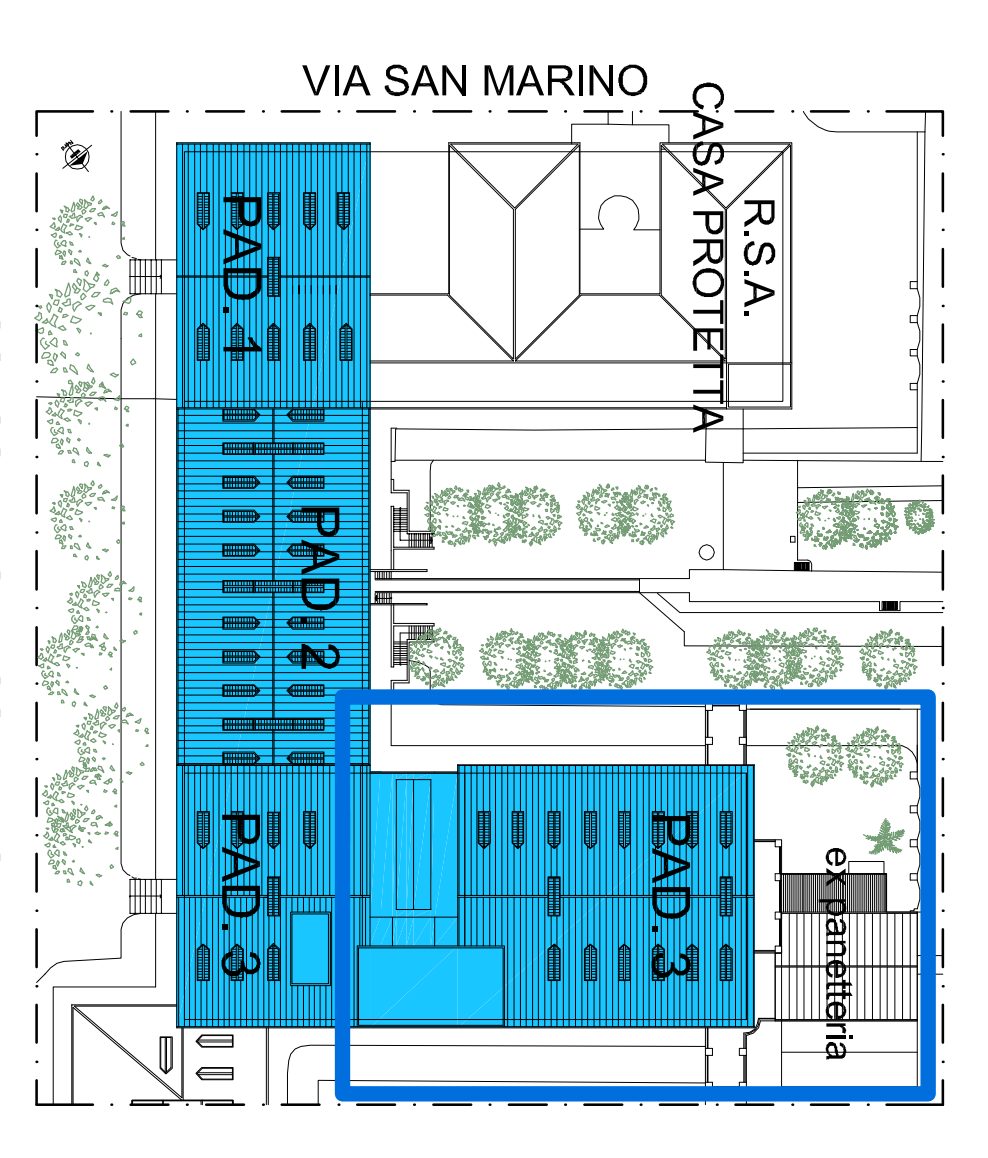 VIA SAN MARINO
R.S.A.
CASA PROTETTA
PAD. 1
PAD. 2
PAD. 3
PAD. 3
ex panetteria